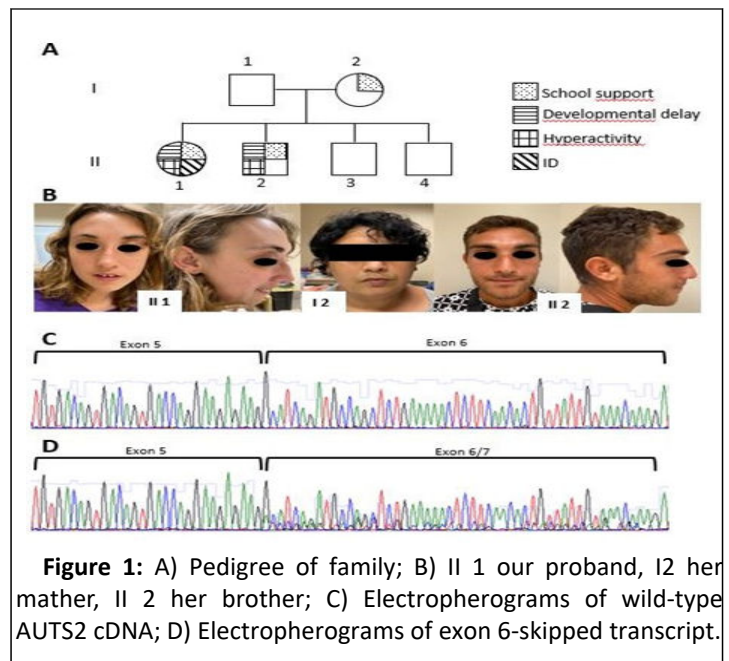 A
1
2
I
School support
Developmental delay
Hyperactivity
ID
II
1
2
3
4
B
II 1
I 2
II 2
C
Exon 5
Exon 6
D
Exon 5
Exon 6/7
Figure 1: A) Pedigree of family; B) II 1 our proband, I2 her
mather, II 2 her brother; C) Electropherograms of wild-type
AUTS2 cDNA; D) Electropherograms of exon 6-skipped transcript.